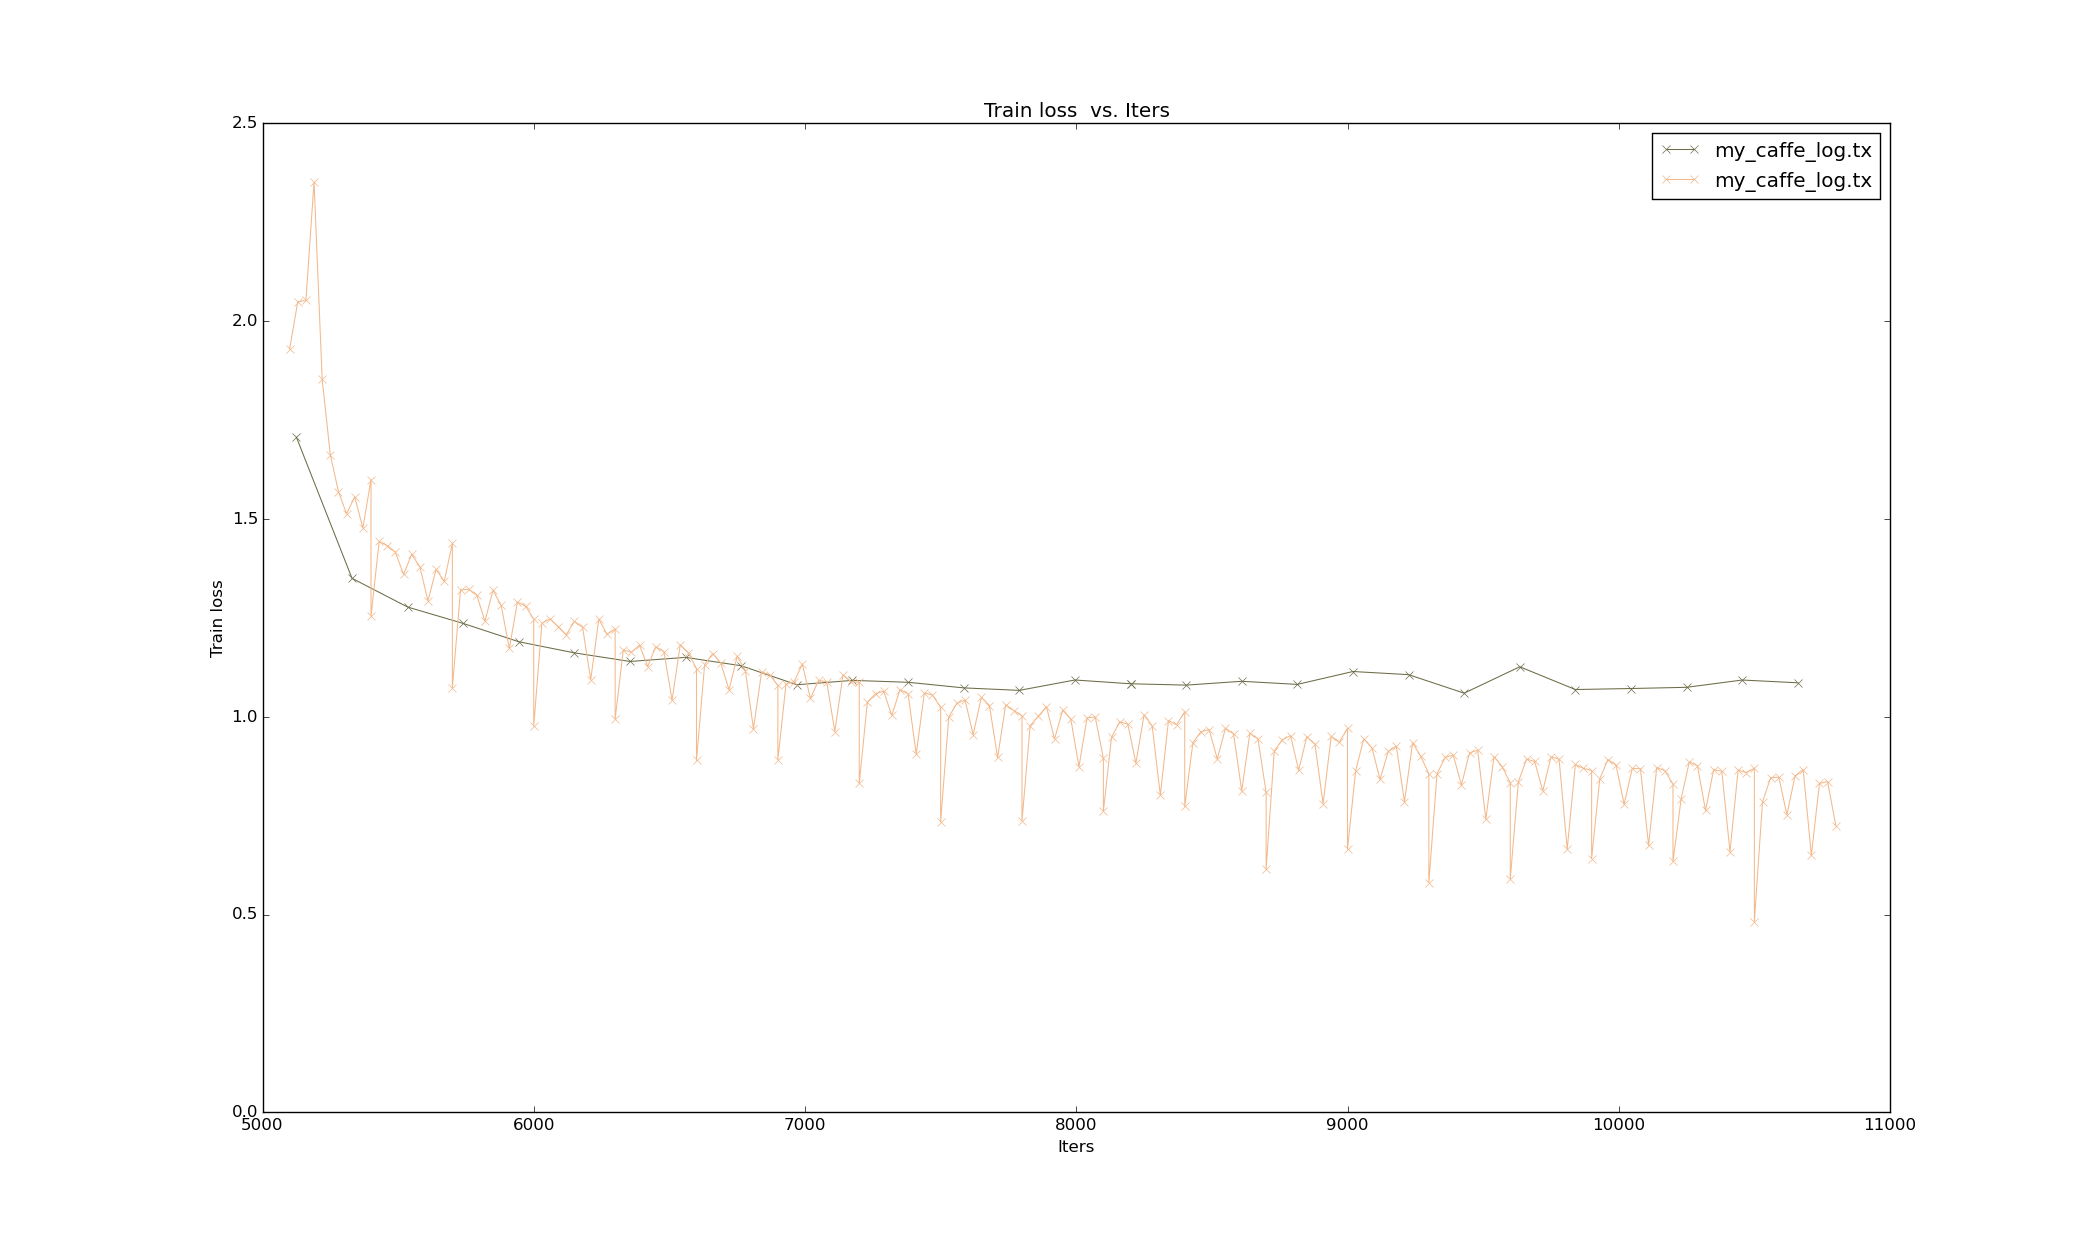 Train loss  vs. Iters
my_caffe_log.tx
my_caffe_log.tx
2.5
2.0
1.5
1.0
0.5
0.0
Train loss
5000 6000 7000 8000 9000 10000 11000
Iters